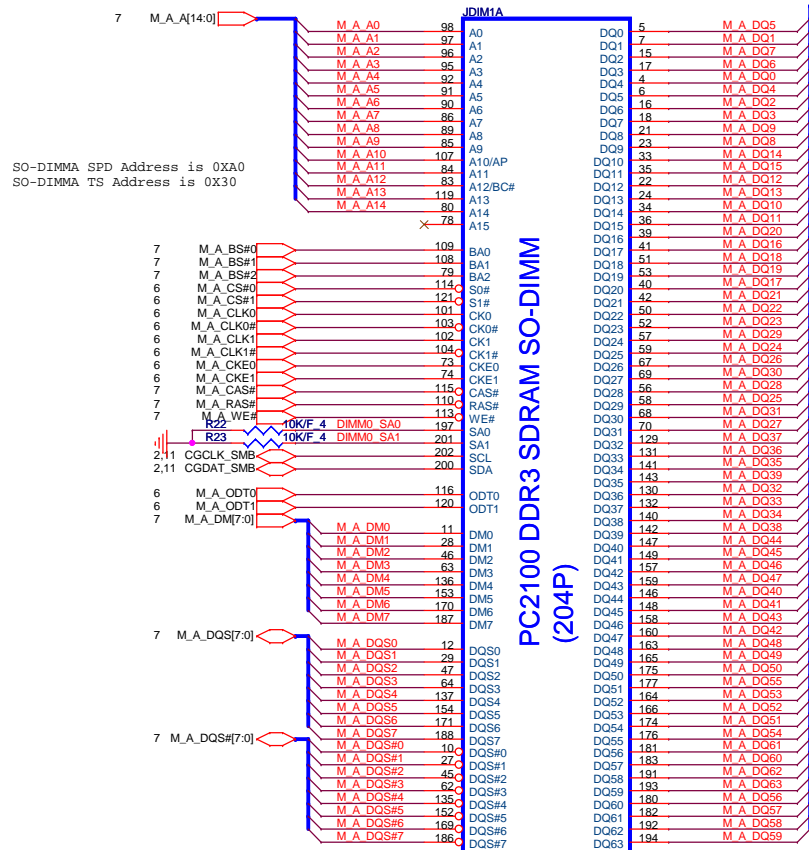 JDIM1A
7 M_A_A[14:0]
M_A_A0 98 A0
M_A_A1 97 A1
M_A_A2 96 A2
M_A_A3 95 A3
M_A_A4 92 A4
M_A_A5 91 A5
M_A_A6 90 A6
M_A_A7 86 A7
M_A_A8 89 A8
M_A_A9 85 A9
M_A_A10 107 A10/AP
M_A_A11 84 A11
M_A_A12 83 A12/BC#
M_A_A13 119 A13
M_A_A14 80 A14
78 A15
SO-DIMMA SPD Address is 0XA0
SO-DIMMA TS Address is 0X30
7 M_A_BS#0 109 BA0
7 M_A_BS#1 108 BA1
7 M_A_BS#2 79 BA2
6 M_A_CS#0 114 S0#
6 M_A_CS#1 121 S1#
6 M_A_CLK0 101 CK0
6 M_A_CLK0# 103 CK0#
6 M_A_CLK1 102 CK1
6 M_A_CLK1# 104 CK1#
6 M_A_CKE0 73 CKE0
6 M_A_CKE1 74 CKE1
7 M_A_CAS# 115 CAS#
7 M_A_RAS# 110 RAS#
7 M_A_WE# 113 WE#
R22 10K/F_4 DIMM0_SA0 197 SA0
R23 10K/F_4 DIMM0_SA1 201 SA1
2,11 CGCLK_SMB 202 SCL
2,11 CGDAT_SMB 200 SDA
6 M_A_ODT0 116 ODT0
6 M_A_ODT1 120 ODT1
7 M_A_DM[7:0]
M_A_DM0 11 DM0
M_A_DM1 28 DM1
M_A_DM2 46 DM2
M_A_DM3 63 DM3
M_A_DM4 136 DM4
M_A_DM5 153 DM5
M_A_DM6 170 DM6
M_A_DM7 187 DM7
7 M_A_DQS[7:0]
M_A_DQS0 12 DQS0
M_A_DQS1 29 DQS1
M_A_DQS2 47 DQS2
M_A_DQS3 64 DQS3
M_A_DQS4 137 DQS4
M_A_DQS5 154 DQS5
M_A_DQS6 171 DQS6
M_A_DQS7 188 DQS7
7 M_A_DQS#[7:0]
M_A_DQS#0 10 DQS#0
M_A_DQS#1 27 DQS#1
M_A_DQS#2 45 DQS#2
M_A_DQS#3 62 DQS#3
M_A_DQS#4 135 DQS#4
M_A_DQS#5 152 DQS#5
M_A_DQS#6 169 DQS#6
M_A_DQS#7 186 DQS#7
PC2100 DDR3 SDRAM SO-DIMM
(204P)
DQ0 5 M_A_DQ5
DQ1 7 M_A_DQ1
DQ2 15 M_A_DQ7
DQ3 17 M_A_DQ6
DQ4 4 M_A_DQ0
DQ5 6 M_A_DQ4
DQ6 16 M_A_DQ2
DQ7 18 M_A_DQ3
DQ8 21 M_A_DQ9
DQ9 23 M_A_DQ8
DQ10 33 M_A_DQ14
DQ11 35 M_A_DQ15
DQ12 22 M_A_DQ12
DQ13 24 M_A_DQ13
DQ14 34 M_A_DQ10
DQ15 36 M_A_DQ11
DQ16 39 M_A_DQ20
DQ17 41 M_A_DQ16
DQ18 51 M_A_DQ18
DQ19 53 M_A_DQ19
DQ20 40 M_A_DQ17
DQ21 42 M_A_DQ21
DQ22 50 M_A_DQ22
DQ23 52 M_A_DQ23
DQ24 57 M_A_DQ29
DQ25 59 M_A_DQ24
DQ26 67 M_A_DQ26
DQ27 69 M_A_DQ30
DQ28 56 M_A_DQ28
DQ29 58 M_A_DQ25
DQ30 68 M_A_DQ31
DQ31 70 M_A_DQ27
DQ32 129 M_A_DQ37
DQ33 131 M_A_DQ36
DQ34 141 M_A_DQ35
DQ35 143 M_A_DQ39
DQ36 130 M_A_DQ32
DQ37 132 M_A_DQ33
DQ38 140 M_A_DQ34
DQ39 142 M_A_DQ38
DQ40 147 M_A_DQ44
DQ41 149 M_A_DQ45
DQ42 157 M_A_DQ46
DQ43 159 M_A_DQ47
DQ44 146 M_A_DQ40
DQ45 148 M_A_DQ41
DQ46 158 M_A_DQ43
DQ47 160 M_A_DQ42
DQ48 163 M_A_DQ48
DQ49 165 M_A_DQ49
DQ50 175 M_A_DQ50
DQ51 177 M_A_DQ55
DQ52 164 M_A_DQ53
DQ53 166 M_A_DQ52
DQ54 174 M_A_DQ51
DQ55 176 M_A_DQ54
DQ56 181 M_A_DQ61
DQ57 183 M_A_DQ60
DQ58 191 M_A_DQ62
DQ59 193 M_A_DQ63
DQ60 180 M_A_DQ56
DQ61 182 M_A_DQ57
DQ62 192 M_A_DQ58
DQ63 194 M_A_DQ59